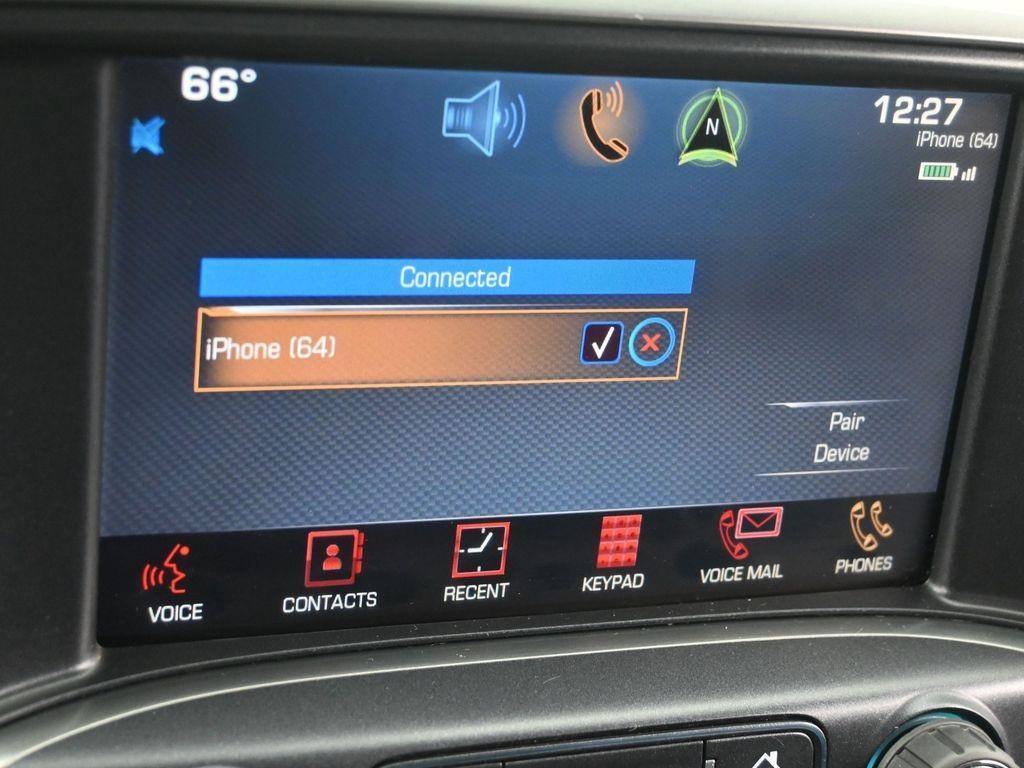 66°
N
12:27
iPhone (64)
Connected
iPhone (64)
Pair
Device
VOICE
CONTACTS
RECENT
KEYPAD
VOICE MAIL
PHONES